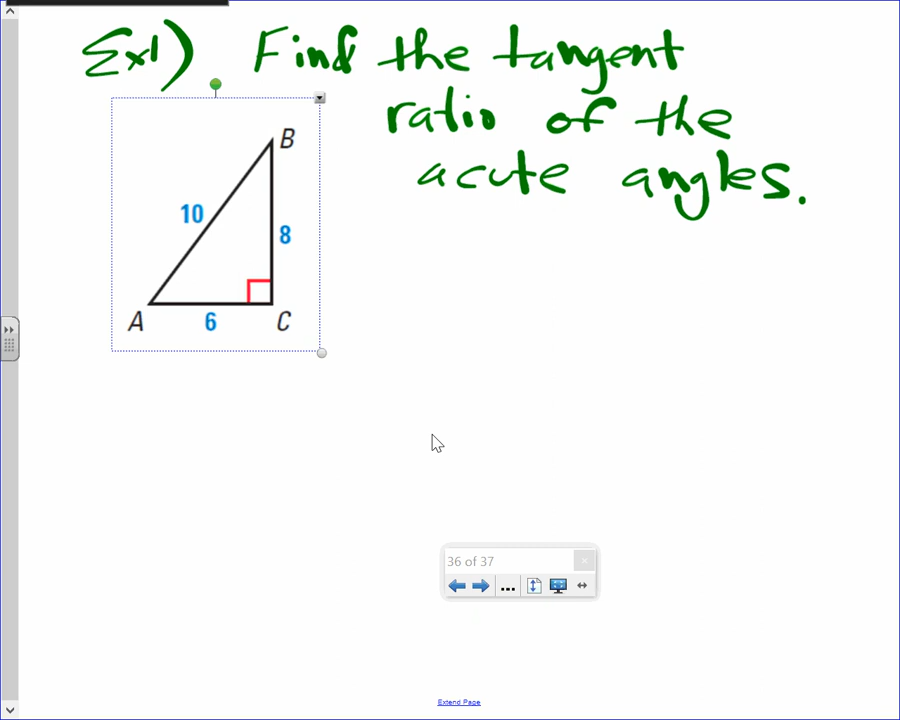 Ex1) Find the tangent
ratio of the
acute angles.
B
10
8
A
6
C
36 of 37
...
Extend Page